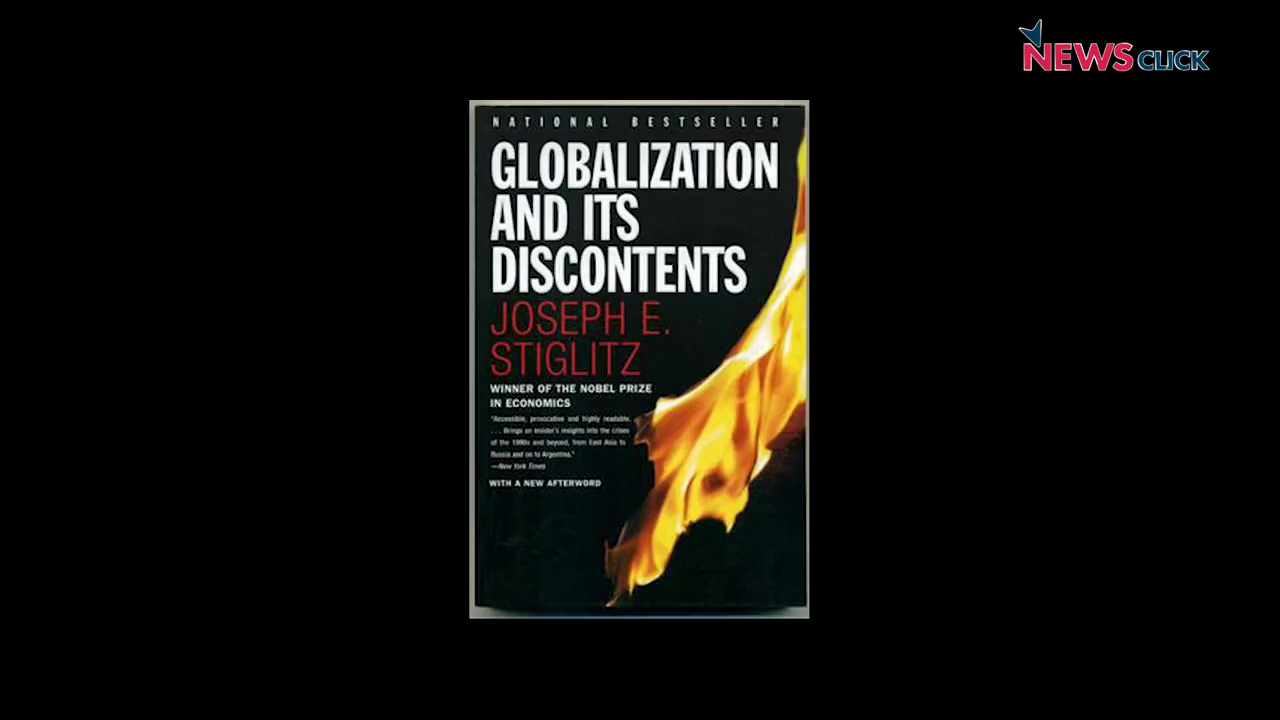 NEWS CLICK
NATIONAL BESTSELLER
GLOBALIZATION
AND ITS
DISCONTENTS
JOSEPH E.
STIGLITZ
WINNER OF THE NOBEL PRIZE
IN ECONOMICS
"Accessible, provocative and highly readable.
. . . Brings an insider's insights into the crises
of the 1990s and beyond, from East Asia to
Russia and on to Argentina."
—New York Times
WITH A NEW AFTERWORD